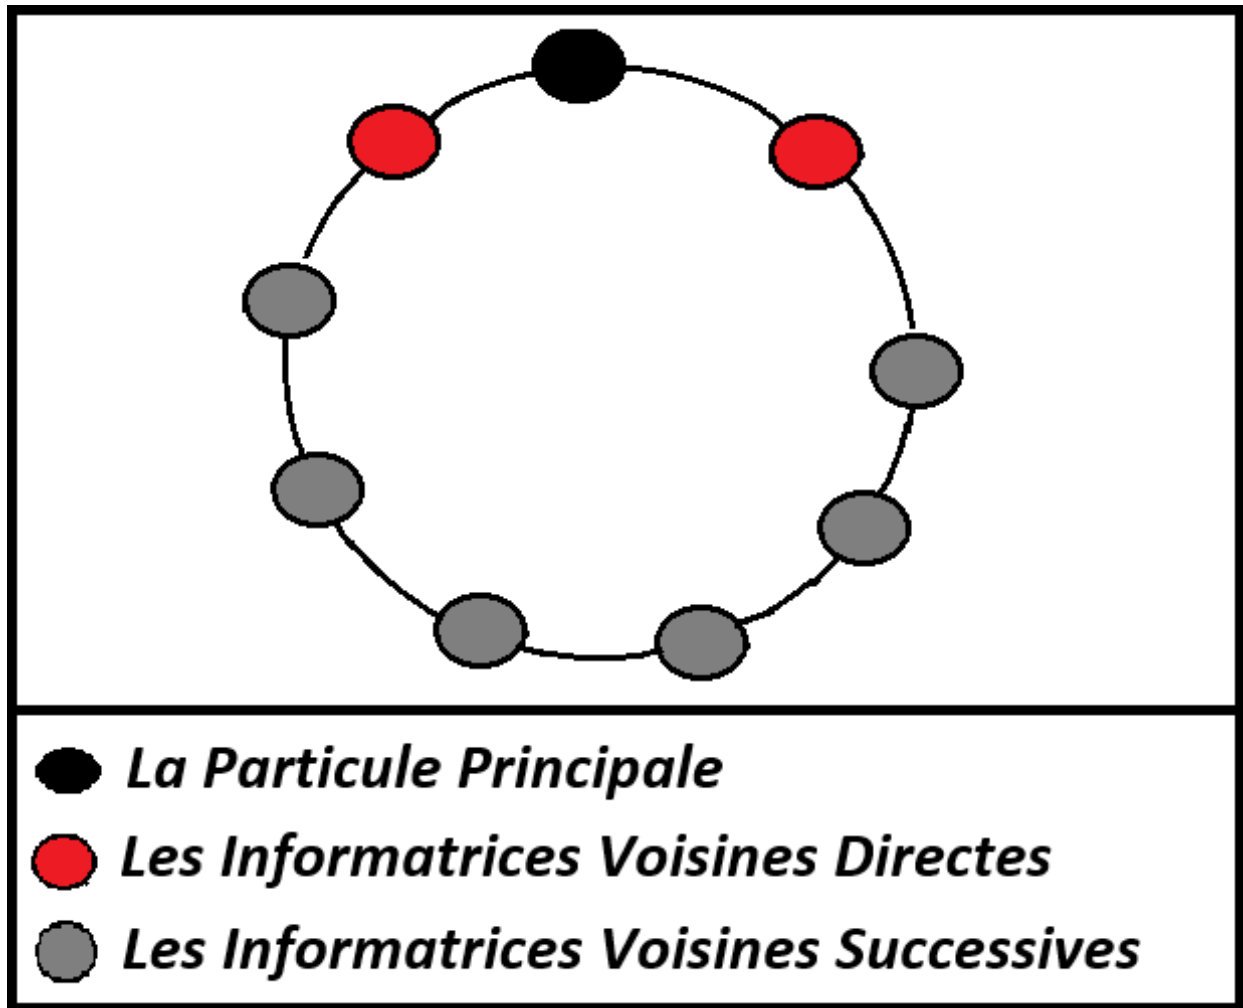 La Particule Principale
Les Informatrices Voisines Directes
Les Informatrices Voisines Successives